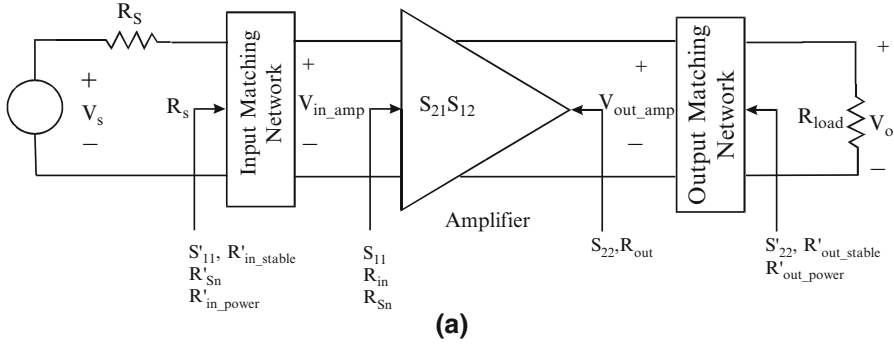 R_S
+
V_s
−
R_s
Input Matching
Network
+
V_in_amp
−
S_21S_12
Amplifier
+
V_out_amp
−
Output Matching
Network
R_load
+
V_o
−
S'_11, R'_in_stable
R'_Sn
R'_in_power
S_11
R_in
R_Sn
S_22,R_out
S'_22, R'_out_stable
R'_out_power
(a)